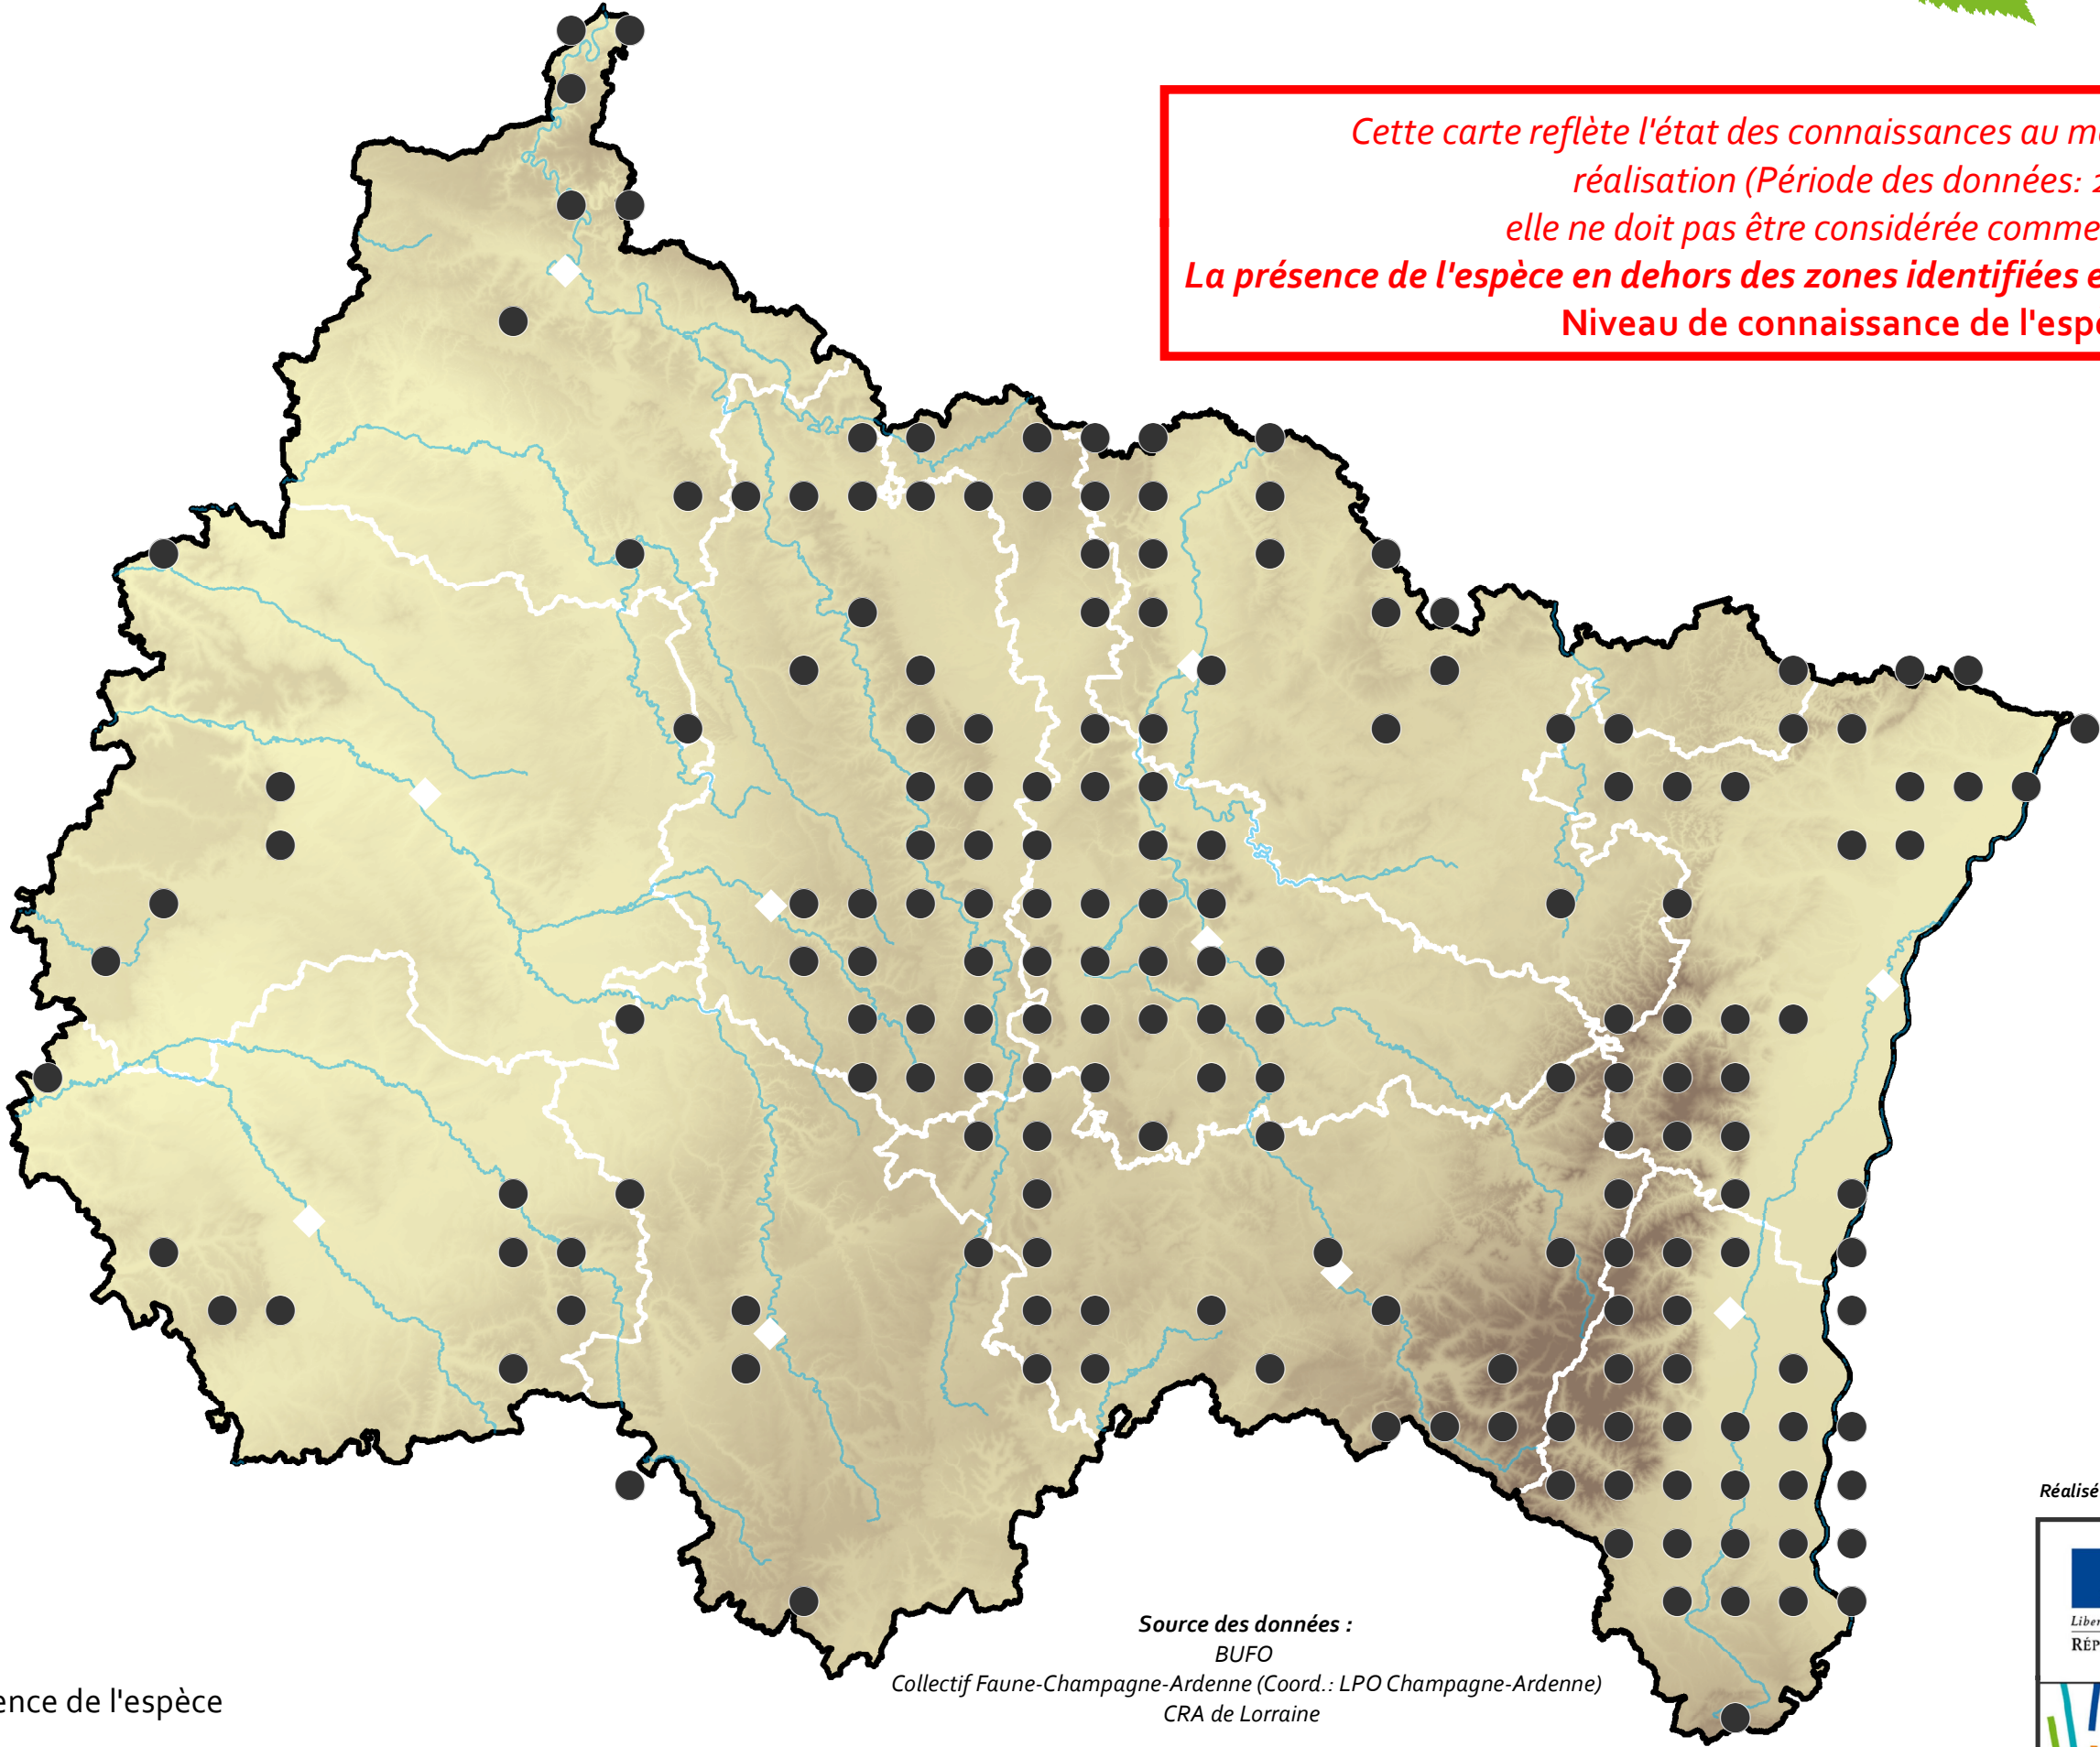 Cette carte reflète l'état des connaissances au
réalisation (Période des données:
elle ne doit pas être considérée comme
La présence de l'espèce en dehors des zones identifiées
Niveau de connaissance de
Réalisé
Source des données :
BUFO
Collectif Faune-Champagne-Ardenne (Coord.: LPO Champagne-Ardenne)
CRA de Lorraine
de l'espèce